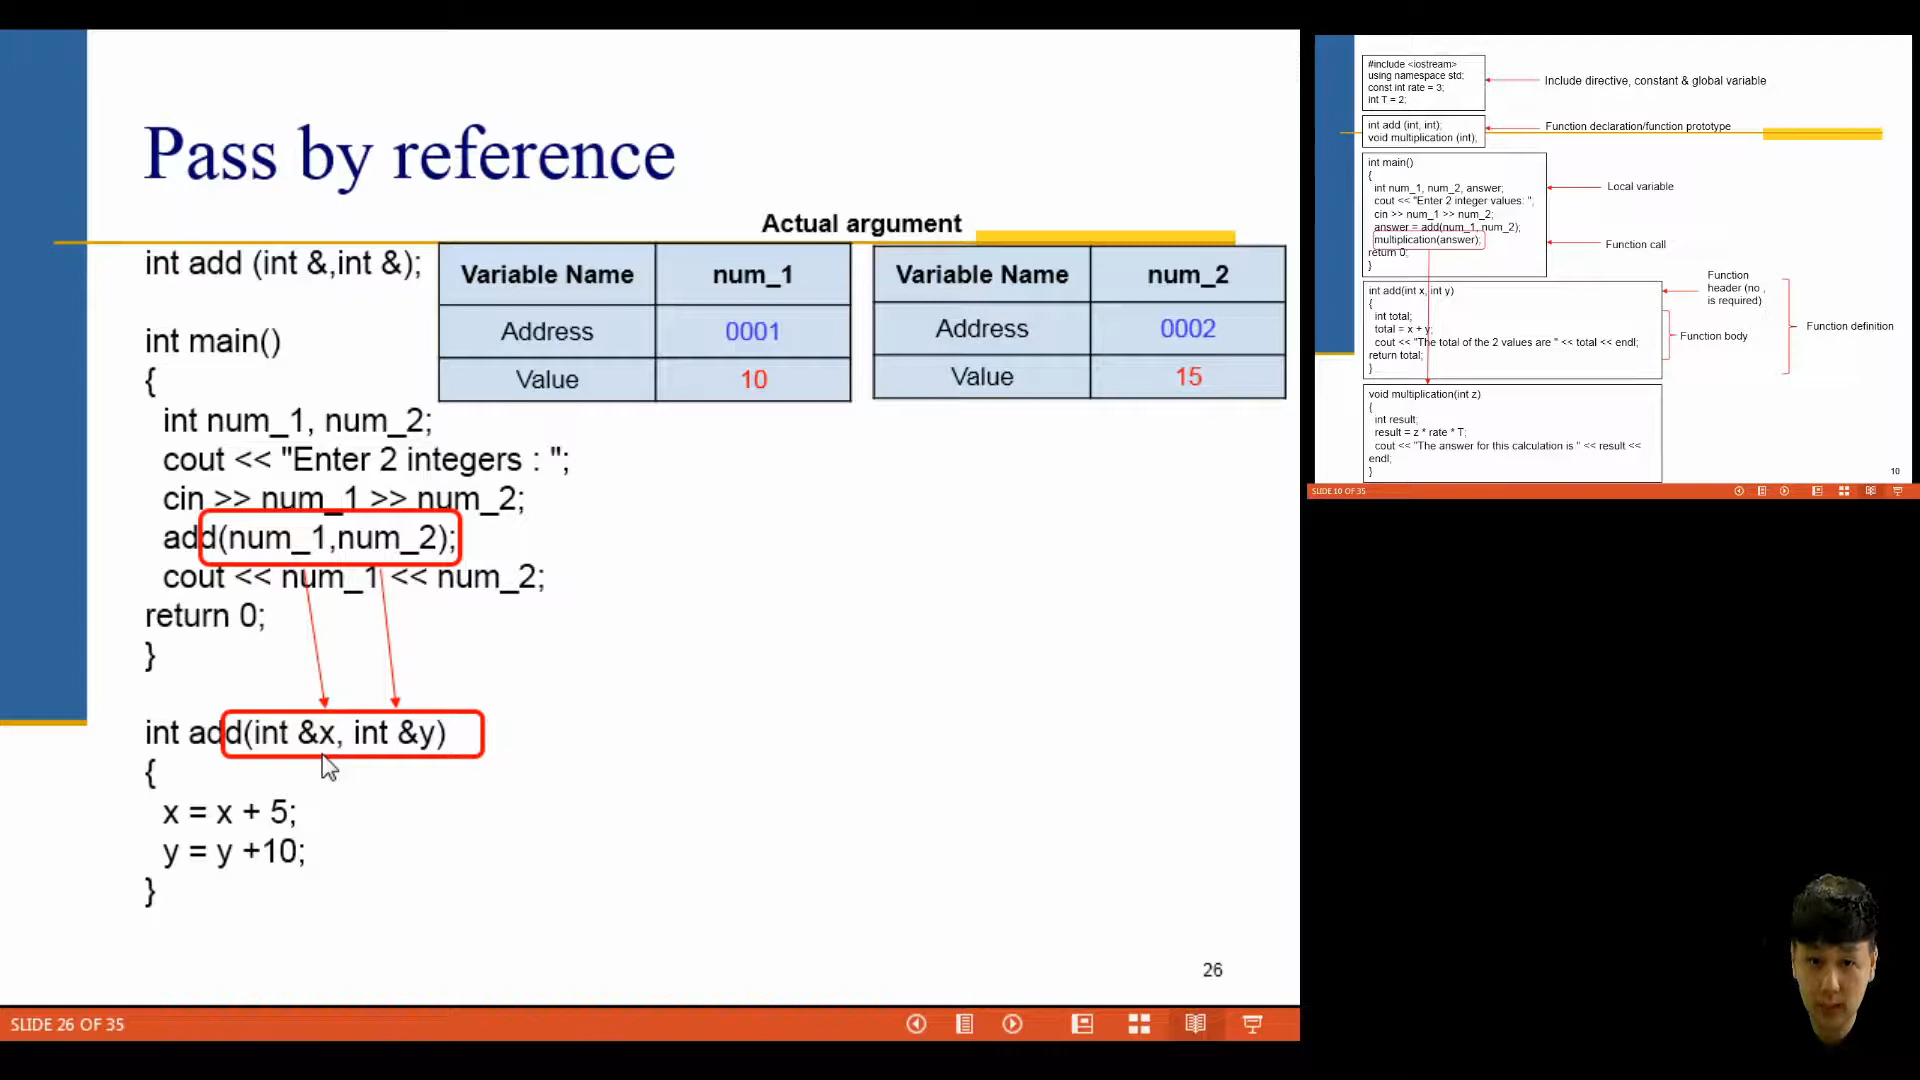 Pass by reference
Actual argument
int add (int &,int &);
Variable Name num_1
Address 0001
Value 10
Variable Name num_2
Address 0002
Value 15
int main()
{
int num_1, num_2;
cout << "Enter 2 integers : ";
cin >> num_1 >> num_2;
add(num_1,num_2);
cout << num_1 << num_2;
return 0;
}
int add(int &x, int &y)
{
x = x + 5;
y = y +10;
}
26
SLIDE 26 OF 35
#include <iostream>
using namespace std;
const int rate = 3;
int T = 2;
Include directive, constant & global variable
int add (int, int);
void multiplication (int);
Function declaration/function prototype
int main()
{
int num_1, num_2, answer;
cout << "Enter 2 integer values: ";
cin >> num_1 >> num_2;
answer = add(num_1, num_2);
multiplication(answer);
return 0;
}
Local variable
Function call
int add(int x, int y)
{
int total;
total = x + y;
cout << "The total of the 2 values are " << total << endl;
return total;
}
Function
header (no ,
is required)
Function body
Function definition
void multiplication(int z)
{
int result;
result = z * rate * T;
cout << "The answer for this calculation is " << result <<
endl;
}
10
SLIDE 10 OF 35